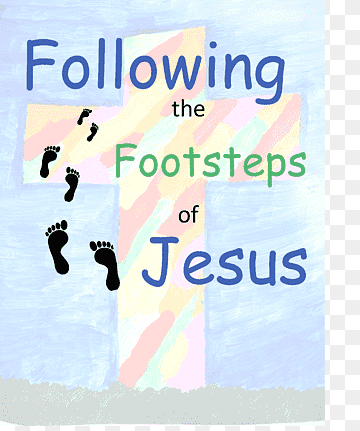 Following
the
Footsteps
of
Jesus